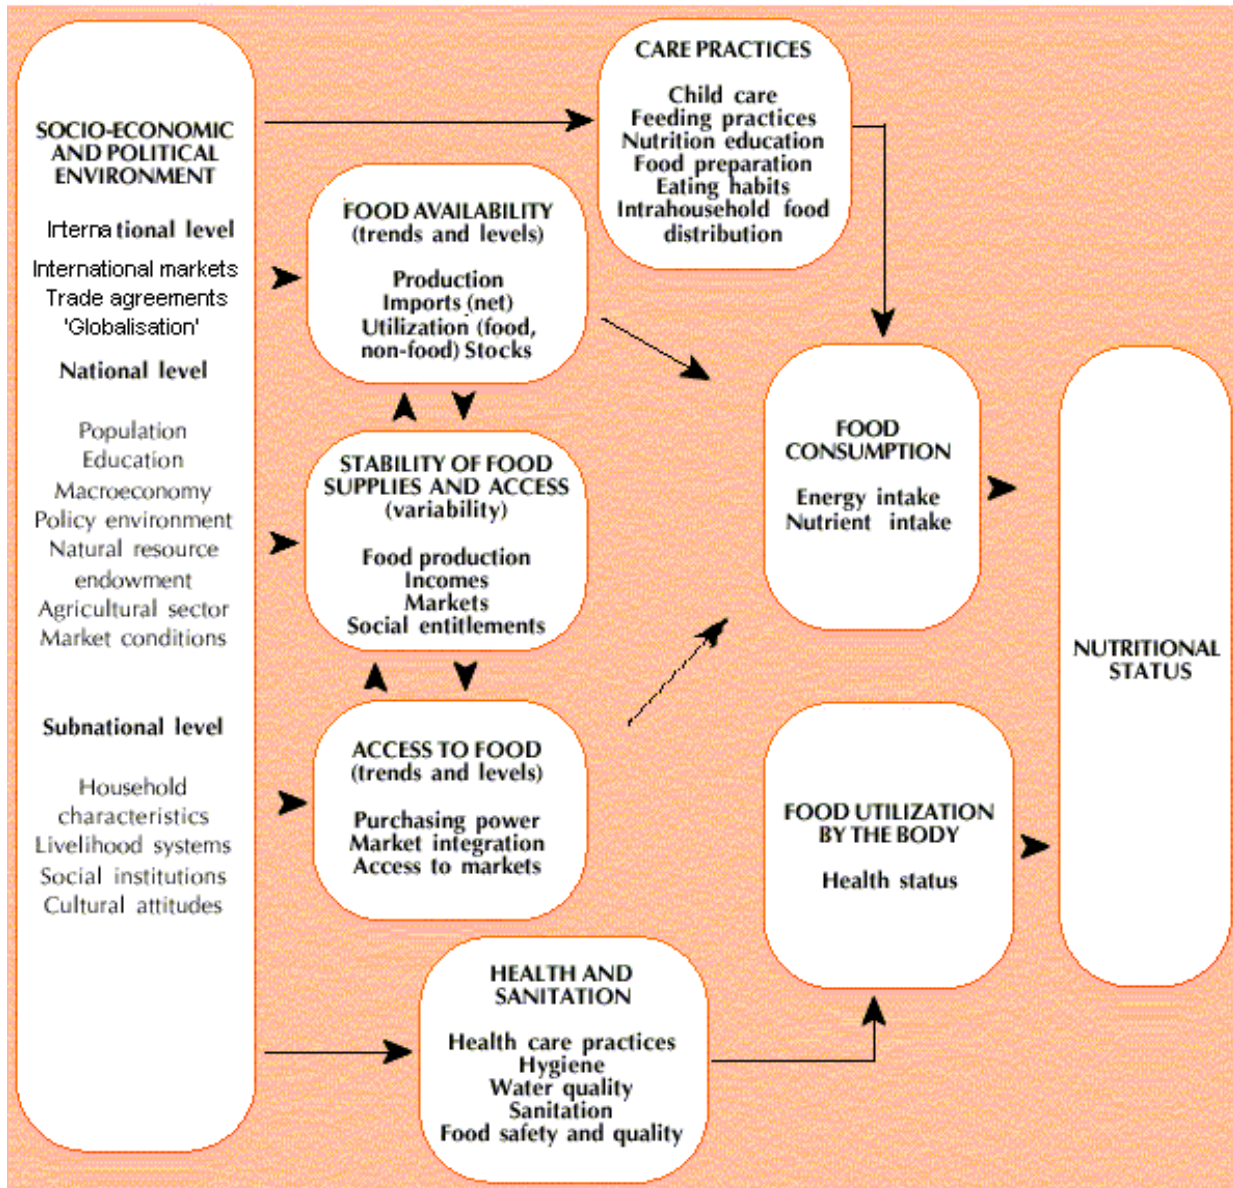 SOCIO-ECONOMIC
AND POLITICAL
ENVIRONMENT
International level
International markets
Trade agreements
'Globalisation'
National level
Population
Education
Macroeconomy
Policy environment
Natural resource
endowment
Agricultural sector
Market conditions
Subnational level
Household
characteristics
Livelihood systems
Social institutions
Cultural attitudes
CARE PRACTICES
Child care
Feeding practices
Nutrition education
Food preparation
Eating habits
Intrahousehold food
distribution
FOOD AVAILABILITY
(trends and levels)
Production
Imports (net)
Utilization (food,
non-food) Stocks
STABILITY OF FOOD
SUPPLIES AND ACCESS
(variability)
Food production
Incomes
Markets
Social entitlements
ACCESS TO FOOD
(trends and levels)
Purchasing power
Market integration
Access to markets
HEALTH AND
SANITATION
Health care practices
Hygiene
Water quality
Sanitation
Food safety and quality
FOOD
CONSUMPTION
Energy intake
Nutrient intake
FOOD UTILIZATION
BY THE BODY
Health status
NUTRITIONAL
STATUS